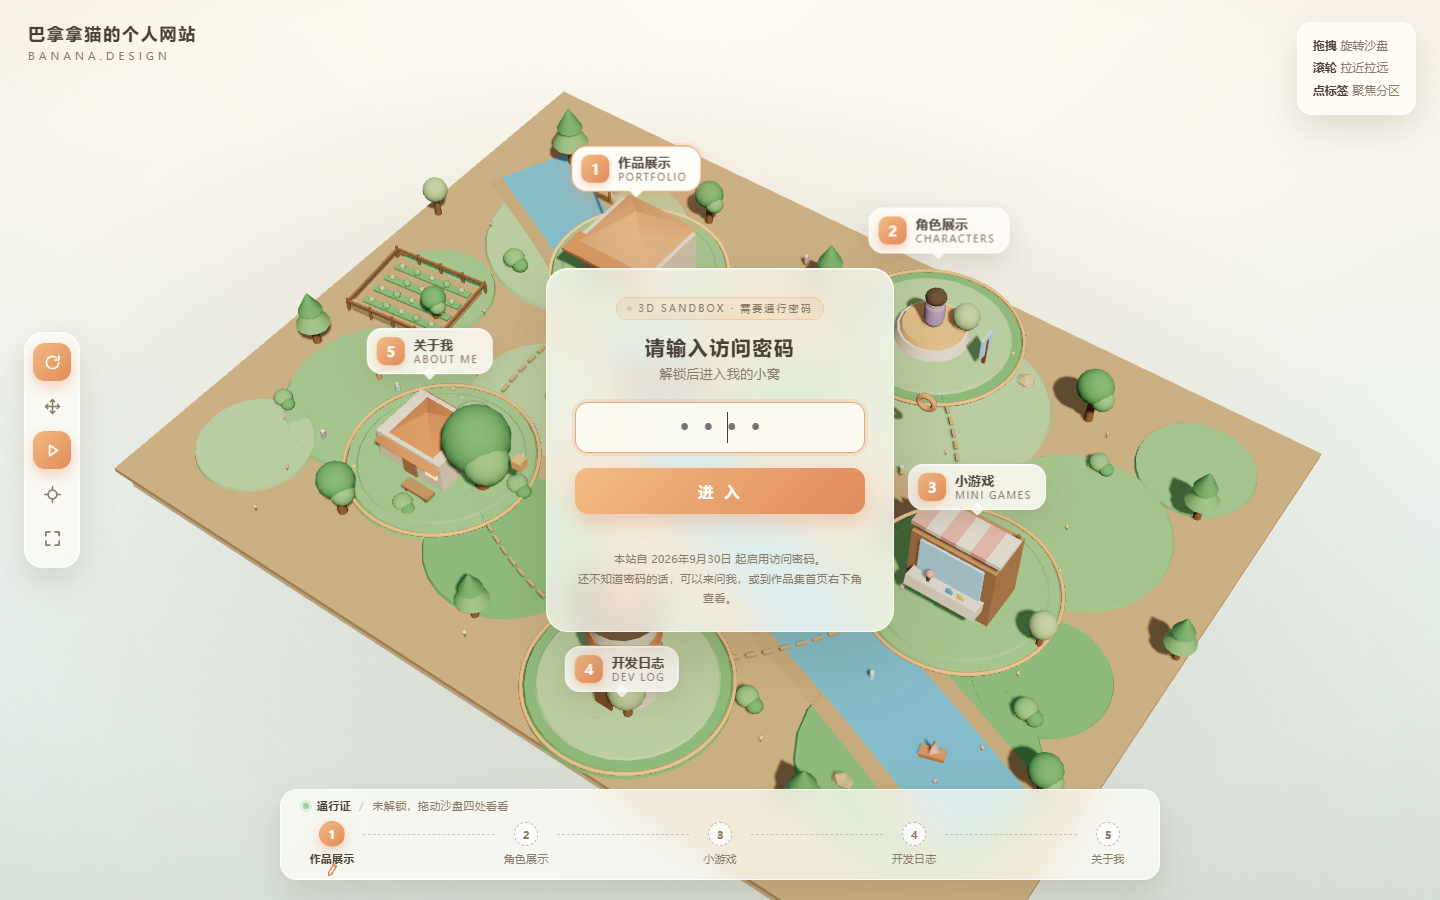 巴拿拿猫的个人网站
BANANA.DESIGN
拖拽 旋转沙盘
滚轮 拉近拉远
点标签 聚焦分区
1 作品展示
PORTFOLIO
2 角色展示
CHARACTERS
3D SANDBOX · 需要通行密码
请输入访问密码
解锁后进入我的小窝
5 关于我
ABOUT ME
进 入
3 小游戏
MINI GAMES
本站自 2026年9月30日 起启用访问密码。
还不知道密码的话，可以来问我，或到作品集首页右下角
查看。
4 开发日志
DEV LOG
通行证 / 未解锁，拖动沙盘四处看看
1 2 3 4 5
作品展示 角色展示 小游戏 开发日志 关于我